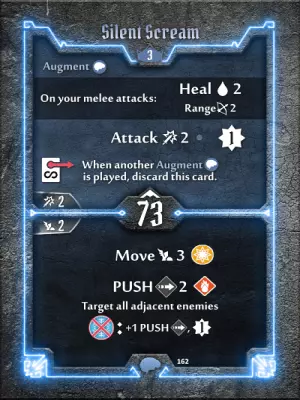 Silent Scream
3
Augment
On your melee attacks:
Heal 2
Range 2
Attack 2
1
When another Augment
is played, discard this card.
2
73
2
Move 3
PUSH 2
Target all adjacent enemies
: +1 PUSH , 1
162